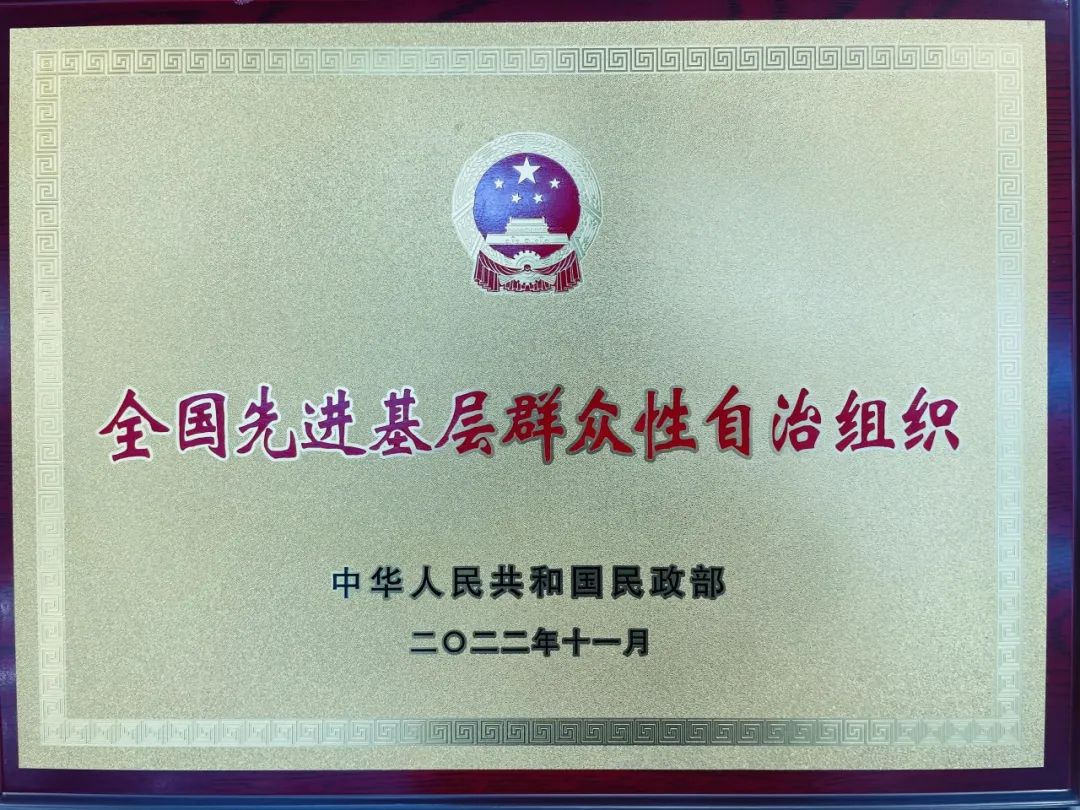 全国先进基层群众性自治组织
中华人民共和国民政部
二〇二二年十一月